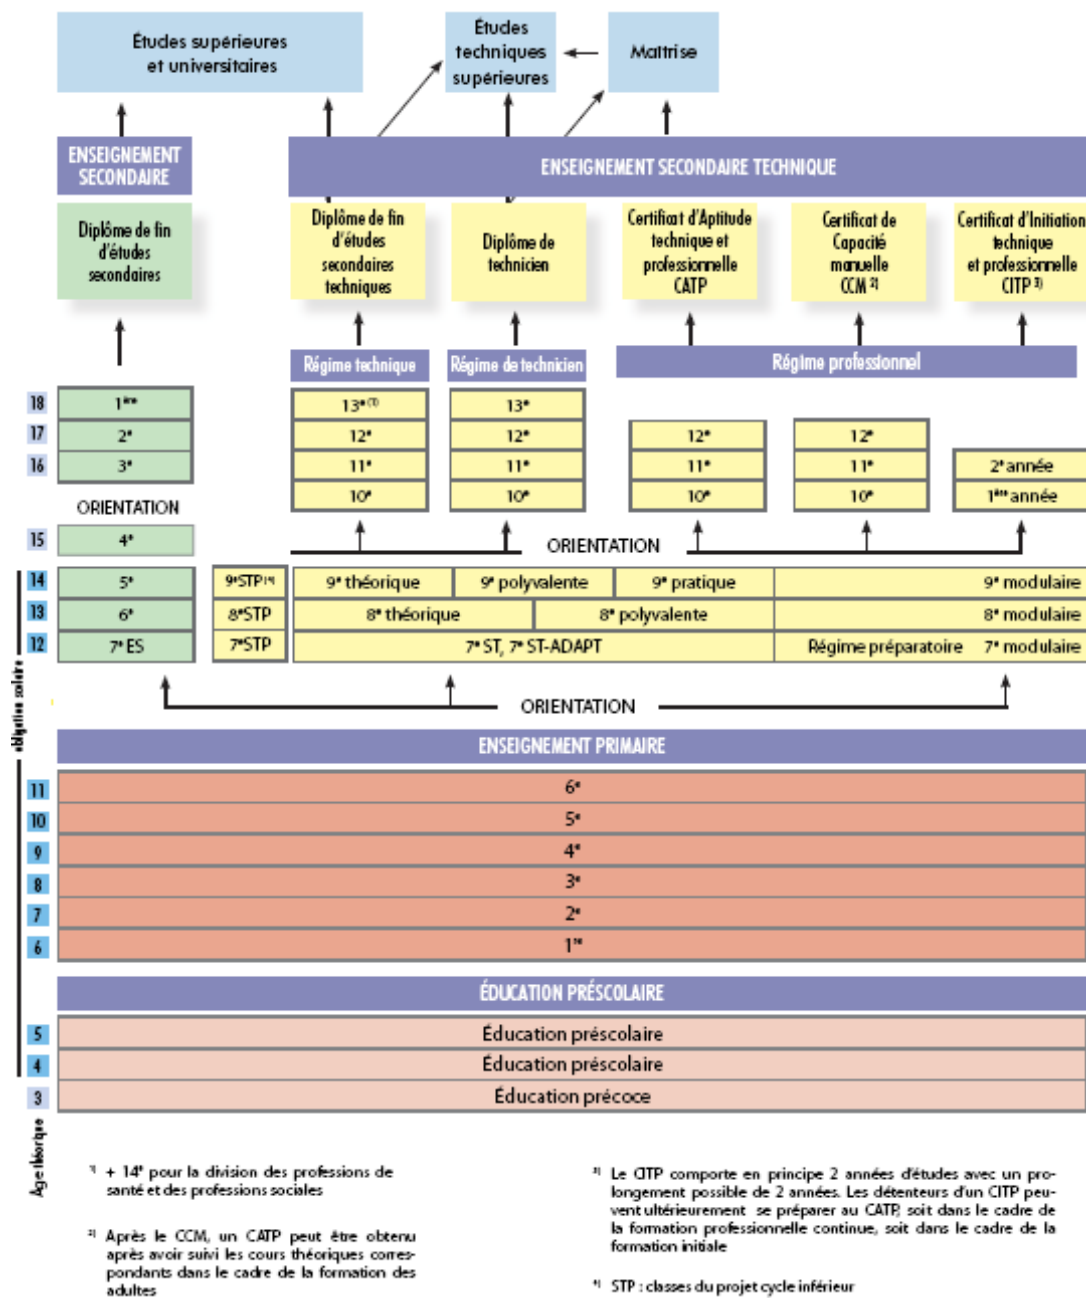 Études supérieures
et universitaires
Études
techniques
supérieures
Maîtrise
ENSEIGNEMENT
SECONDAIRE
ENSEIGNEMENT SECONDAIRE TECHNIQUE
Diplôme de fin
d'études
secondaires
Diplôme de fin
d'études
secondaires
techniques
Diplôme de
technicien
Certificat d'Aptitude
technique et
professionnelle
CATP
Certificat de
Capacité
manuelle
CCM 2)
Certificat d'Initiation
technique
et professionnelle
CITP 3)
Régime technique
Régime de technicien
Régime professionnel
18 1ère 13e (1) 13e
17 2e 12e 12e 12e 12e
16 3e 11e 11e 11e 11e 2e année
10e 10e 10e 10e 1ère année
ORIENTATION
15 4e
ORIENTATION
14 5e 9e STP (4) 9e théorique 9e polyvalente 9e pratique 9e modulaire
13 6e 8e STP 8e théorique 8e polyvalente 8e modulaire
12 7e ES 7e STP 7e ST, 7e ST-ADAPT Régime préparatoire 7e modulaire
ORIENTATION
obligation scolaire
ENSEIGNEMENT PRIMAIRE
11 6e
10 5e
9 4e
8 3e
7 2e
6 1re
ÉDUCATION PRÉSCOLAIRE
5 Éducation préscolaire
4 Éducation préscolaire
3 Éducation précoce
Age théorique
1) + 14e pour la division des professions de
santé et des professions sociales
2) Après le CCM, un CATP peut être obtenu
après avoir suivi les cours théoriques corres-
pondants dans le cadre de la formation des
adultes
3) Le CITP comporte en principe 2 années d'études avec un pro-
longement possible de 2 années. Les détenteurs d'un CITP peu-
vent ultérieurement se préparer au CATP, soit dans le cadre de
la formation professionnelle continue, soit dans le cadre de la
formation initiale
4) STP : classes du projet cycle inférieur